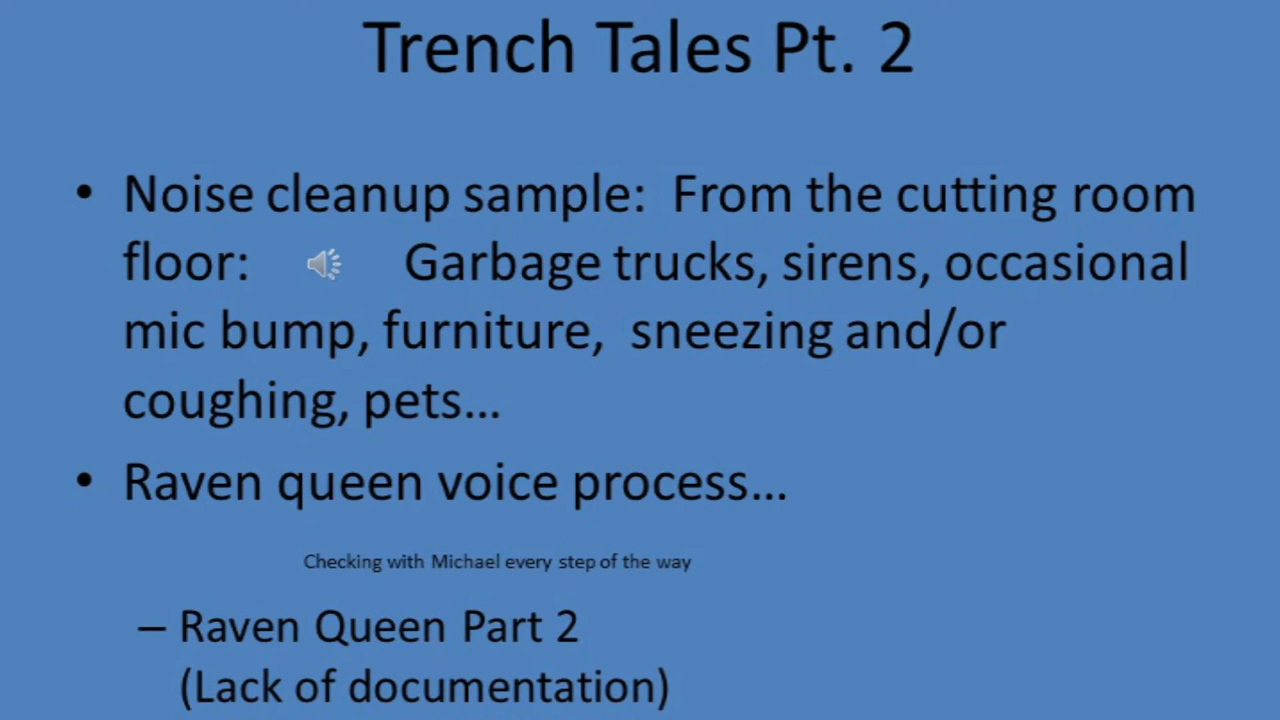 Trench Tales Pt. 2
• Noise cleanup sample:  From the cutting room
floor: Garbage trucks, sirens, occasional
mic bump, furniture,  sneezing and/or
coughing, pets...
• Raven queen voice process...
Checking with Michael every step of the way
– Raven Queen Part 2
(Lack of documentation)